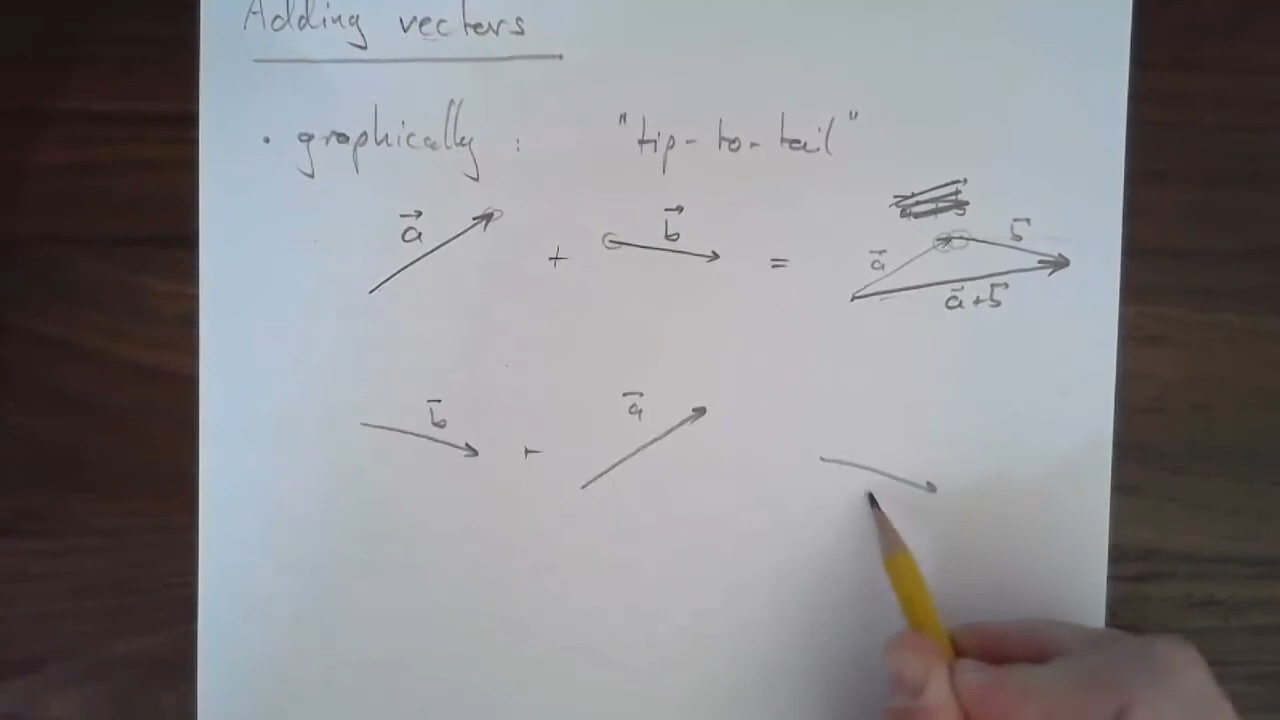 Adding vectors
• graphically : "tip-to-tail"
a⃗ + b⃗ = a⃗ b⃗ a⃗+b⃗
b⃗ + a⃗